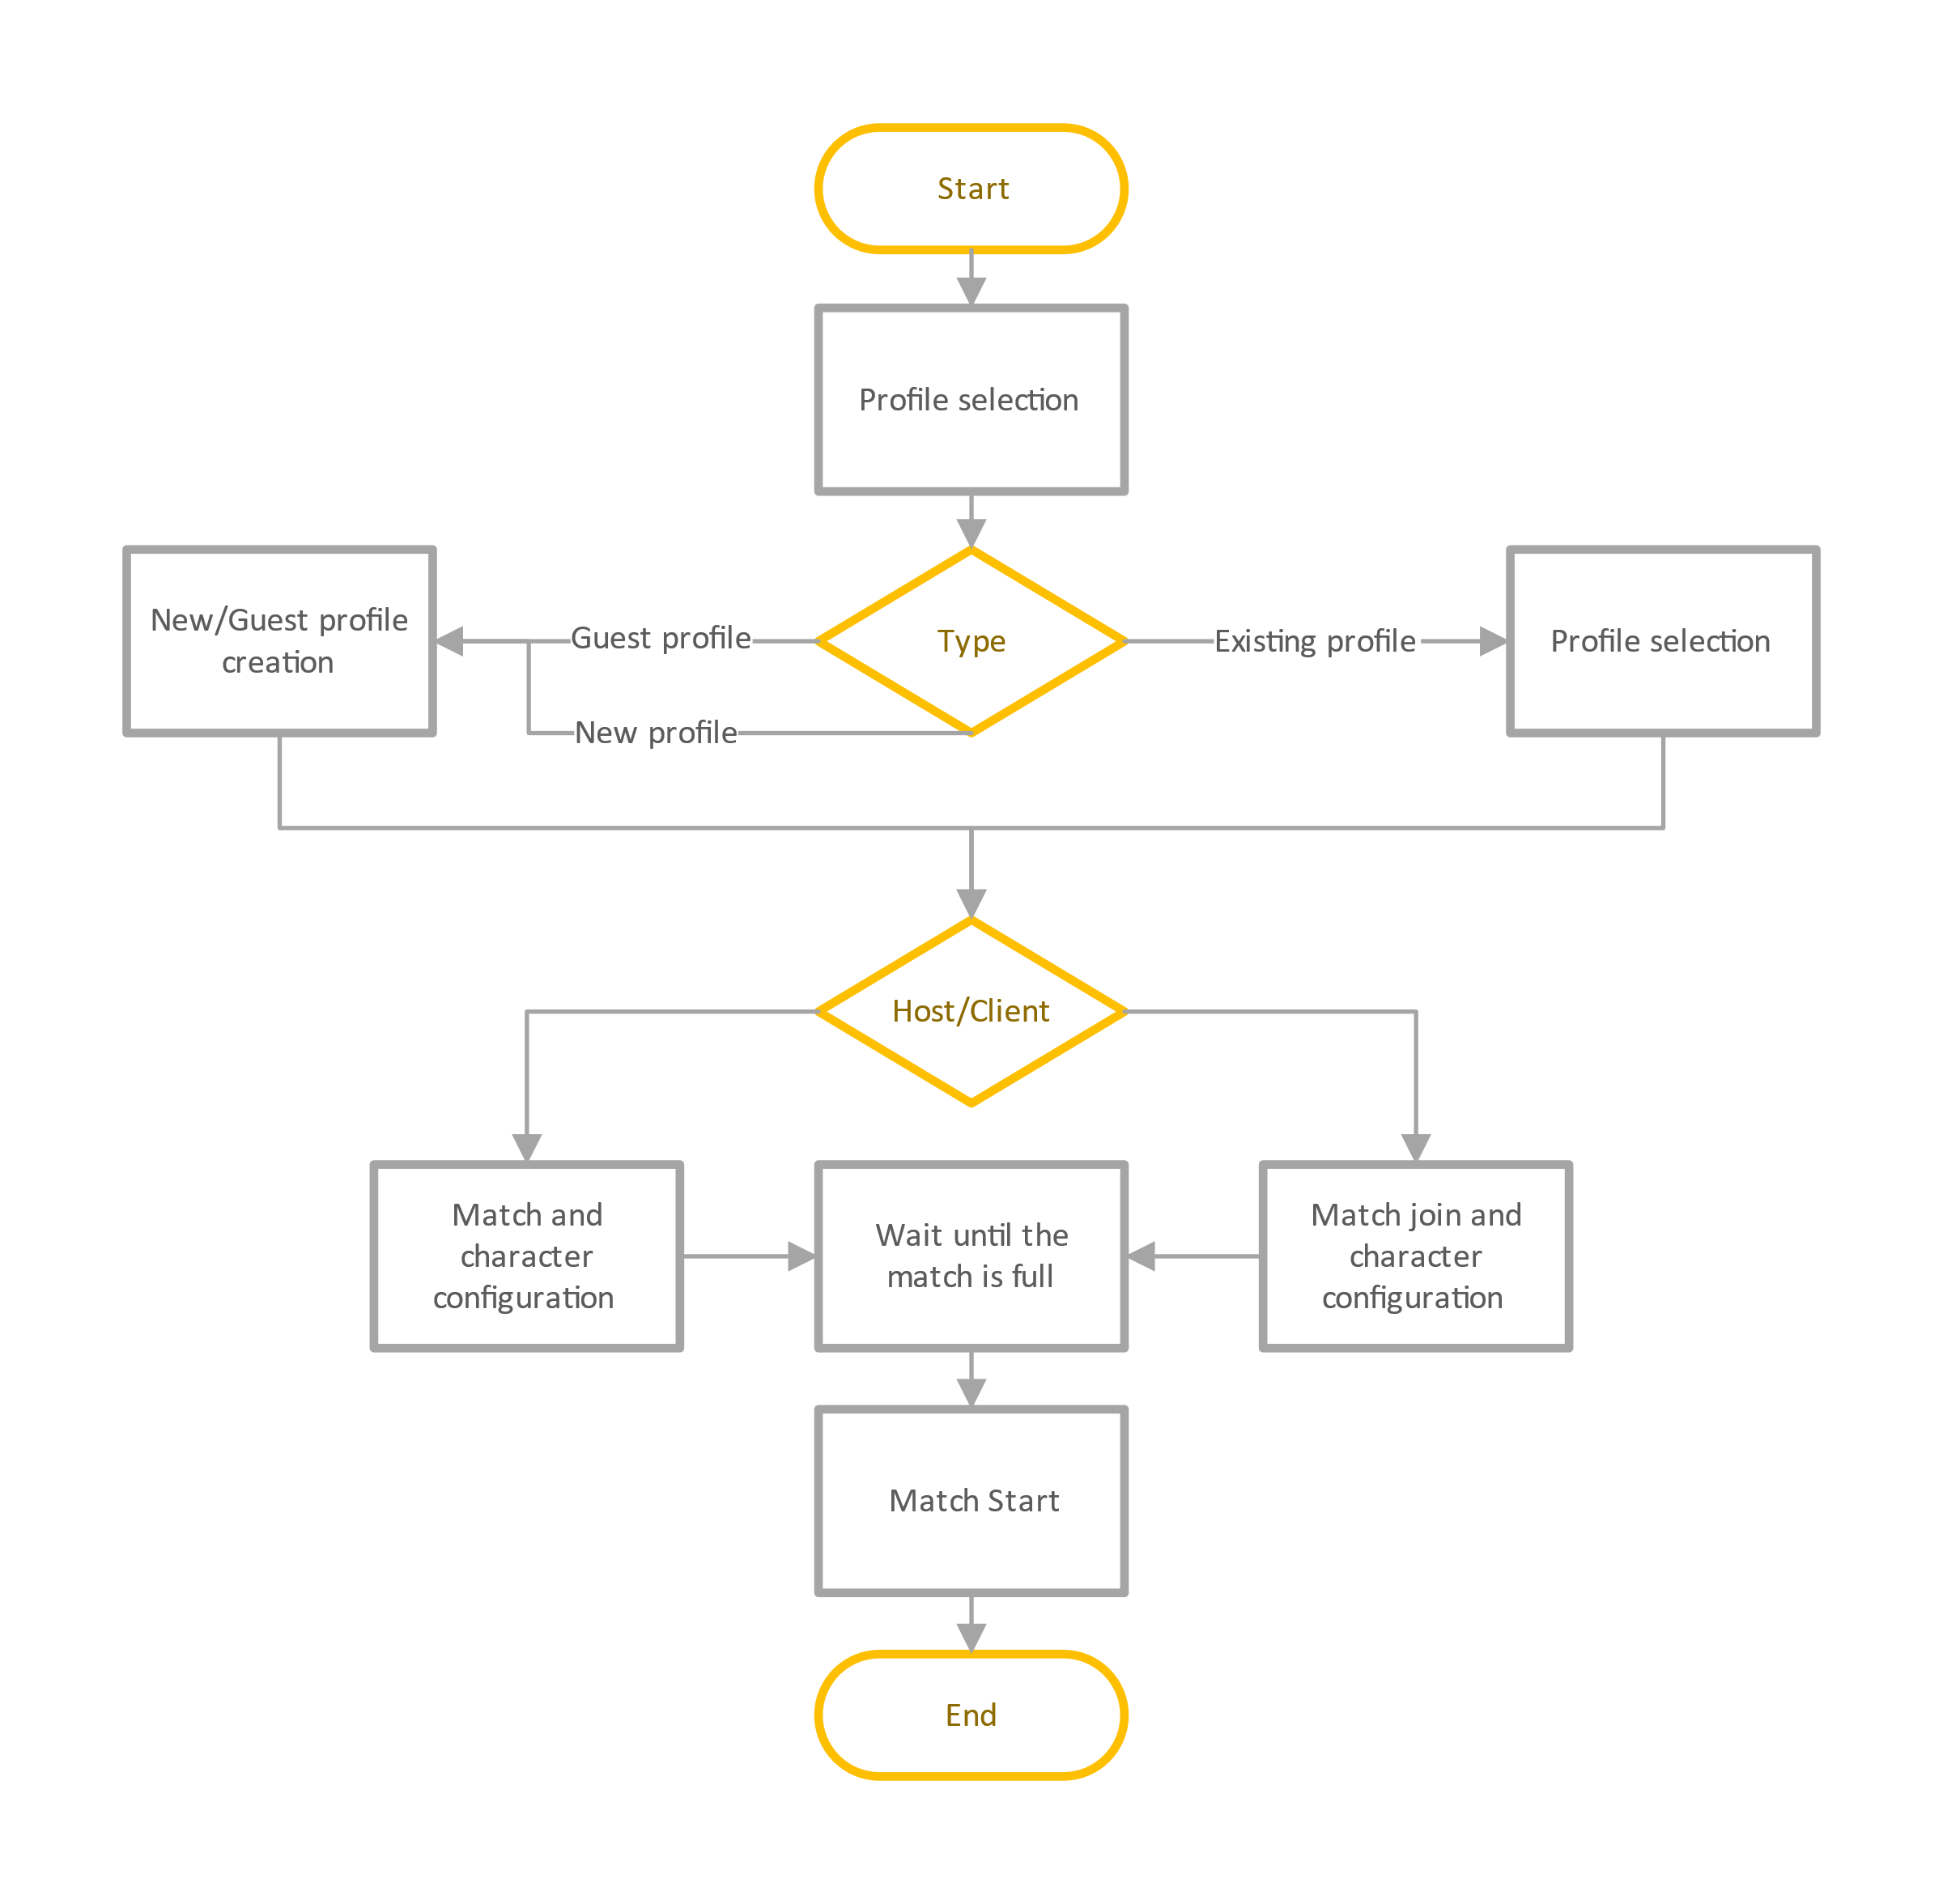 Start
Profile selection
New/Guest profile
creation
Guest profile
Type
Existing profile
Profile selection
New profile
Host/Client
Match and
character
configuration
Wait until the
match is full
Match join and
character
configuration
Match Start
End